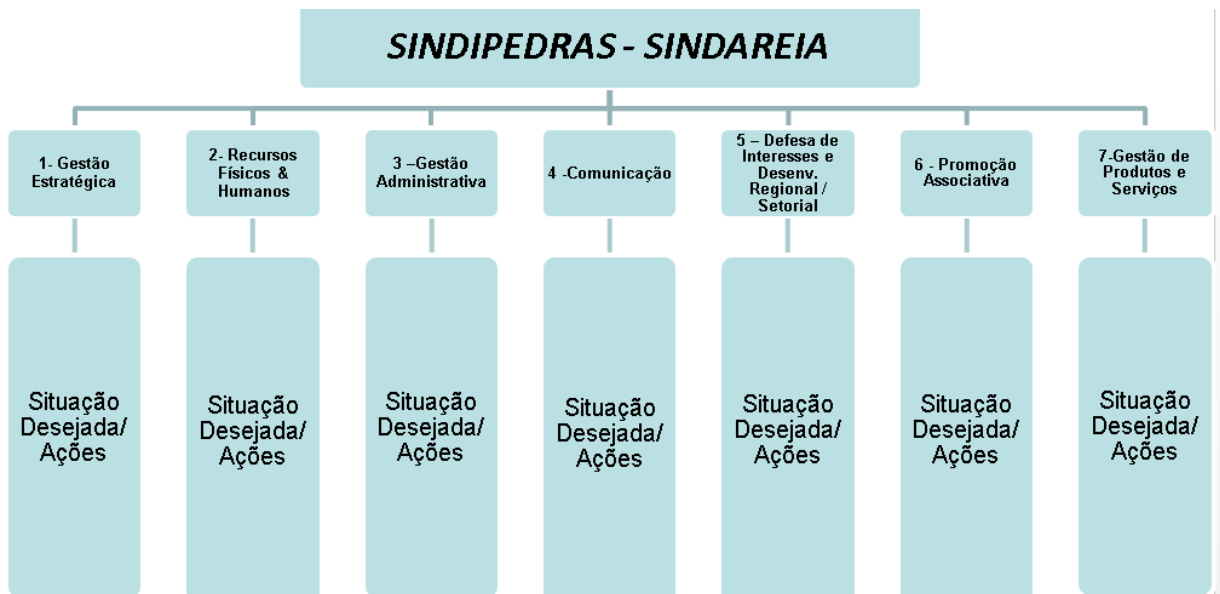 SINDIPEDRAS - SINDAREIA
1- Gestão
Estratégica
2- Recursos
Físicos &
Humanos
3 –Gestão
Administrativa
4 -Comunicação
5 – Defesa de
Interesses e
Desenv.
Regional /
Setorial
6 - Promoção
Associativa
7-Gestão de
Produtos e
Serviços
Situação
Desejada/
Ações
Situação
Desejada/
Ações
Situação
Desejada/
Ações
Situação
Desejada/
Ações
Situação
Desejada/
Ações
Situação
Desejada/
Ações
Situação
Desejada/
Ações